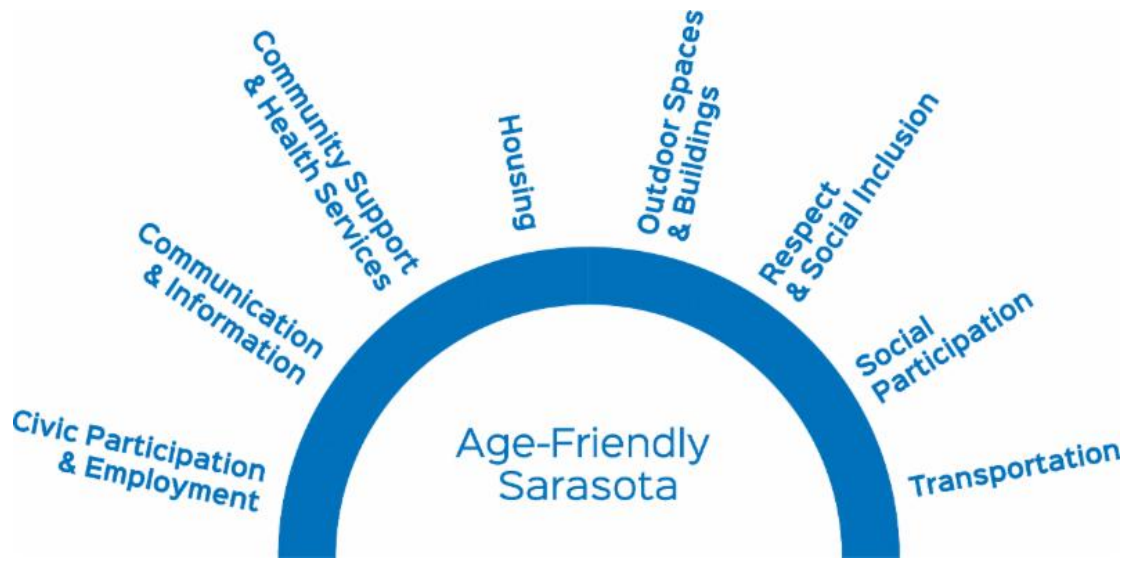 Civic Participation
& Employment
Communication
& Information
Community Support
& Health Services
Housing
Outdoor Spaces
& Buildings
Respect
& Social Inclusion
Social
Participation
Transportation
Age-Friendly
Sarasota